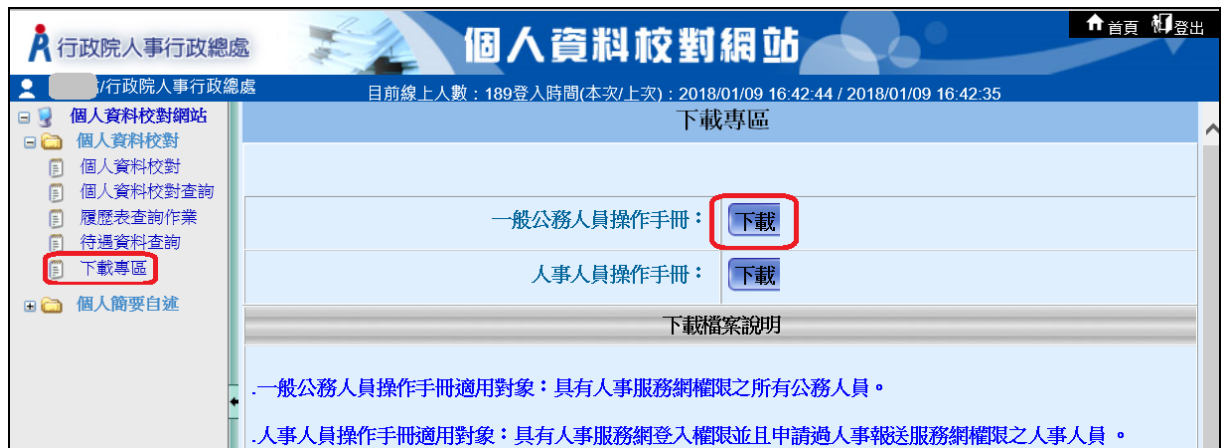 行政院人事行政總處
個人資料校對網站
首頁 登出
/行政院人事行政總處
目前線上人數：189登入時間(本次/上次)：2018/01/09 16:42:44 / 2018/01/09 16:42:35
個人資料校對網站
個人資料校對
個人資料校對
個人資料校對查詢
履歷表查詢作業
待遇資料查詢
下載專區
個人簡要自述
下載專區
一般公務人員操作手冊： 下載
人事人員操作手冊： 下載
下載檔案說明
.一般公務人員操作手冊適用對象：具有人事服務網權限之所有公務人員。
.人事人員操作手冊適用對象：具有人事服務網登入權限並且申請過人事報送服務網權限之人事人員 。